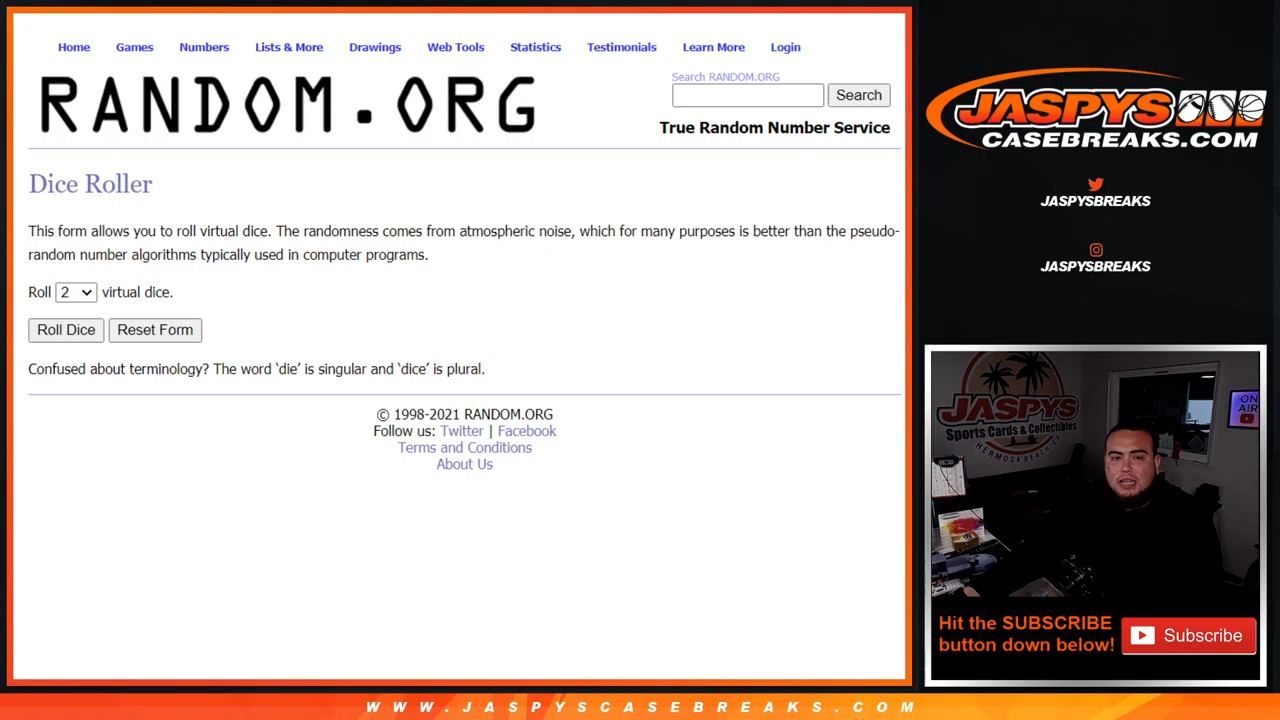 Home Games Numbers Lists & More Drawings Web Tools Statistics Testimonials Learn More Login
RANDOM.ORG
Search RANDOM.ORG
Search
True Random Number Service
Dice Roller
This form allows you to roll virtual dice. The randomness comes from atmospheric noise, which for many purposes is better than the pseudo-
random number algorithms typically used in computer programs.
Roll 2 virtual dice.
Roll Dice Reset Form
Confused about terminology? The word ‘die’ is singular and ‘dice’ is plural.
© 1998-2021 RANDOM.ORG
Follow us: Twitter | Facebook
Terms and Conditions
About Us
JASPYS
CASEBREAKS.COM
JASPYSBREAKS
JASPYSBREAKS
JASPYS
Sports Cards & Collectibles
HERMOSA BEACH, CA
ON
AIR
Hit the SUBSCRIBE
button down below!
Subscribe
WWW.JASPYSCASEBREAKS.COM